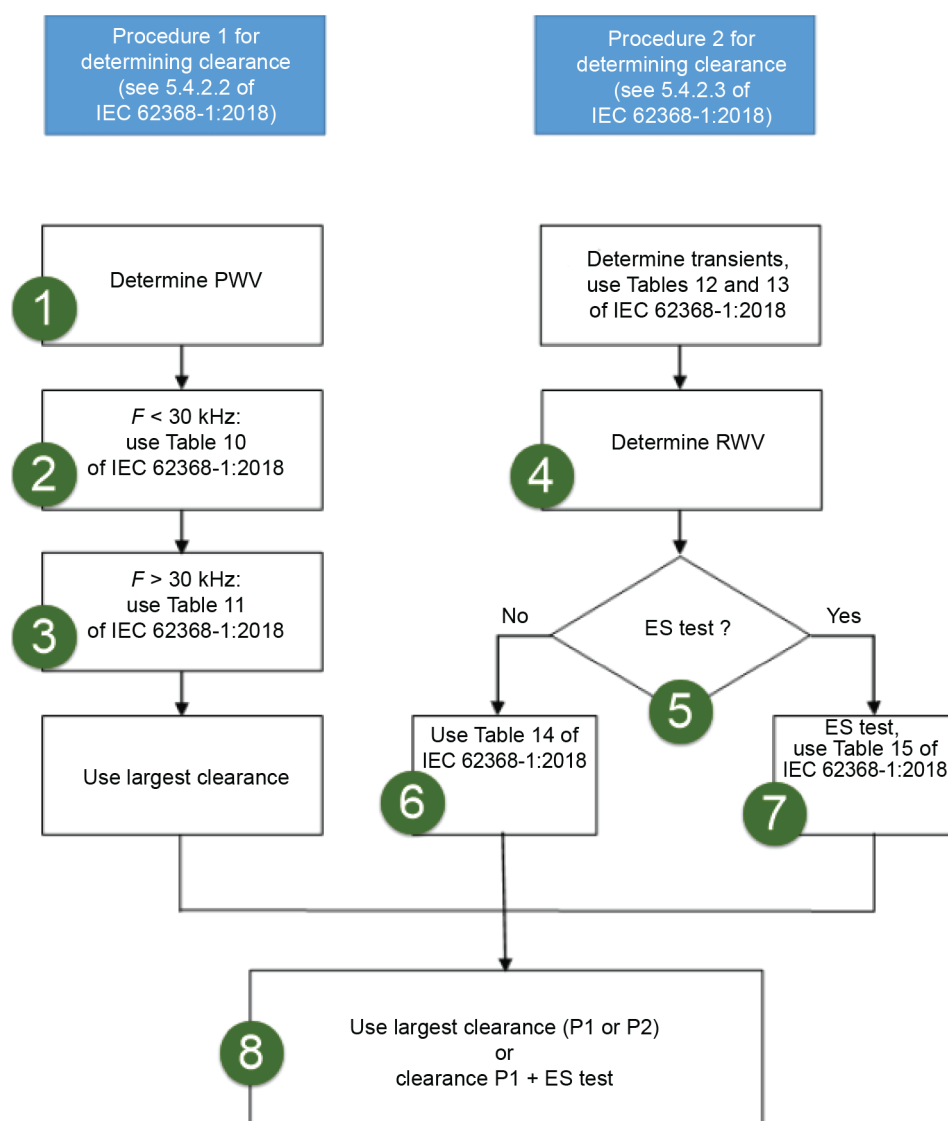 Procedure 1 for
determining clearance
(see 5.4.2.2 of
IEC 62368-1:2018)
Procedure 2 for
determining clearance
(see 5.4.2.3 of
IEC 62368-1:2018)
Determine PWV
1
F < 30 kHz:
use Table 10
of IEC 62368-1:2018
2
F > 30 kHz:
use Table 11
of IEC 62368-1:2018
3
Use largest clearance
Determine transients,
use Tables 12 and 13
of IEC 62368-1:2018
Determine RWV
4
ES test ?
5
No
Yes
Use Table 14 of
IEC 62368-1:2018
6
ES test,
use Table 15 of
IEC 62368-1:2018
7
Use largest clearance (P1 or P2)
or
clearance P1 + ES test
8